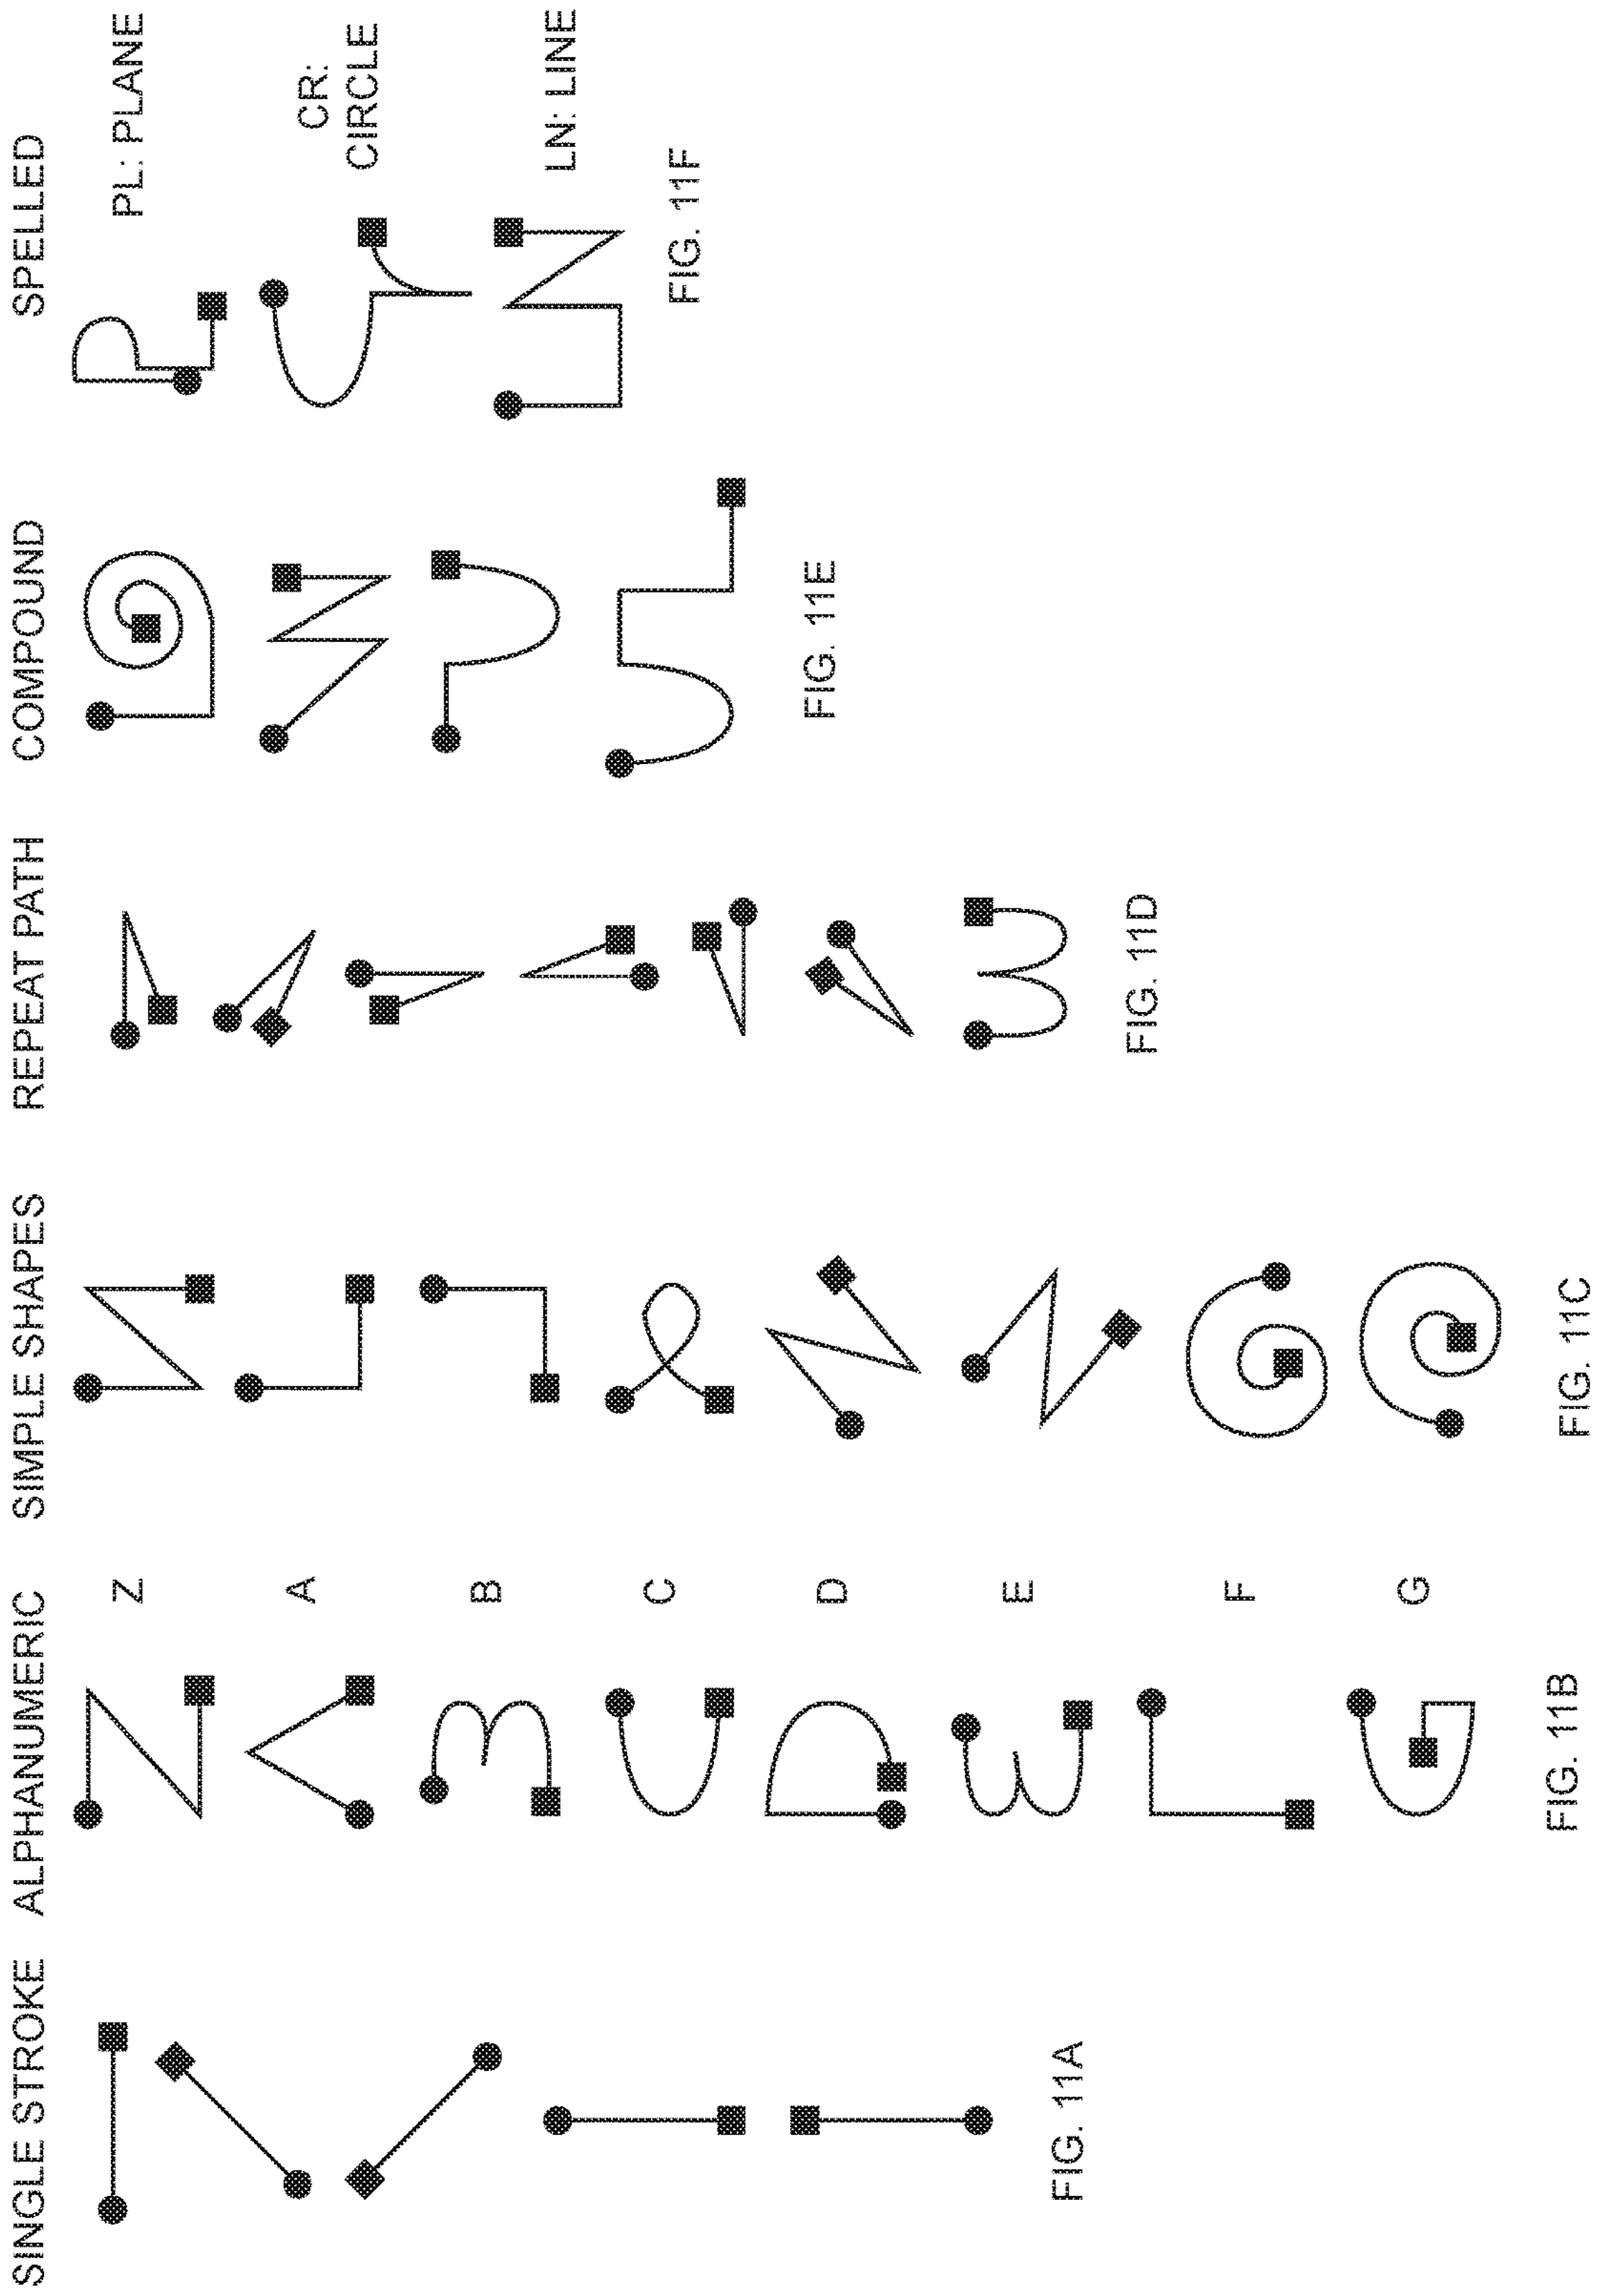 SINGLE STROKE
FIG. 11A
ALPHANUMERIC
Z
A
B
C
D
E
F
G
FIG. 11B
SIMPLE SHAPES
FIG. 11C
REPEAT PATH
FIG. 11D
COMPOUND
FIG. 11E
SPELLED
PL: PLANE
CR:
CIRCLE
LN: LINE
FIG. 11F